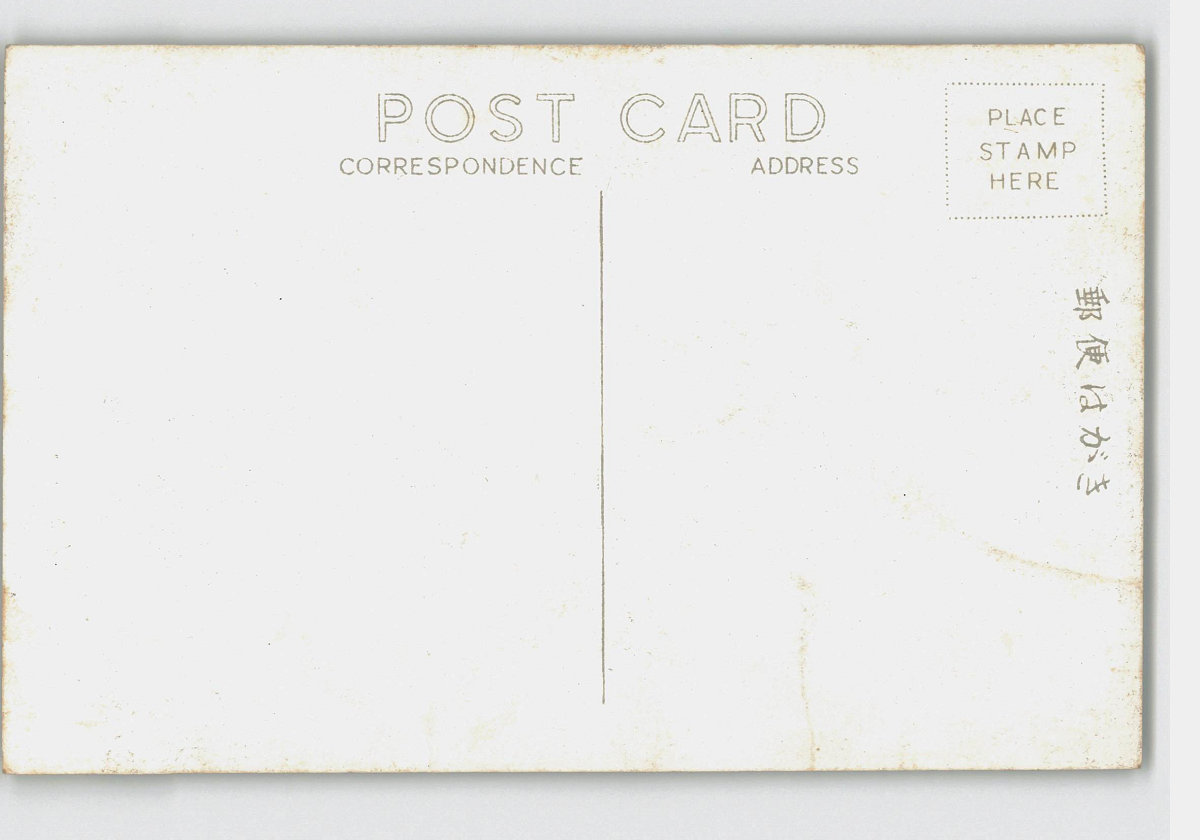 POST CARD
CORRESPONDENCE
ADDRESS
PLACE
STAMP
HERE
郵便はがき